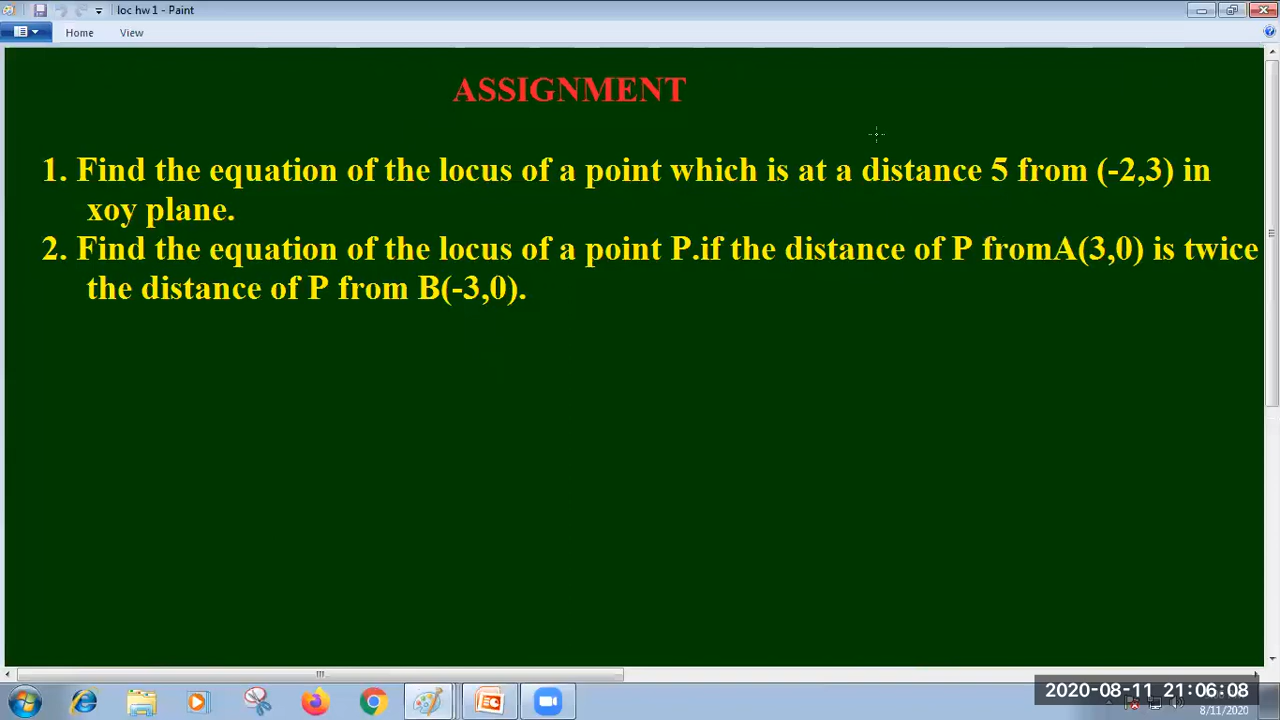 loc hw 1 - Paint
Home View
ASSIGNMENT
1. Find the equation of the locus of a point which is at a distance 5 from (-2,3) in
xoy plane.
2. Find the equation of the locus of a point P.if the distance of P fromA(3,0) is twice
the distance of P from B(-3,0).
2020-08-11 21:06:08
8/11/2020